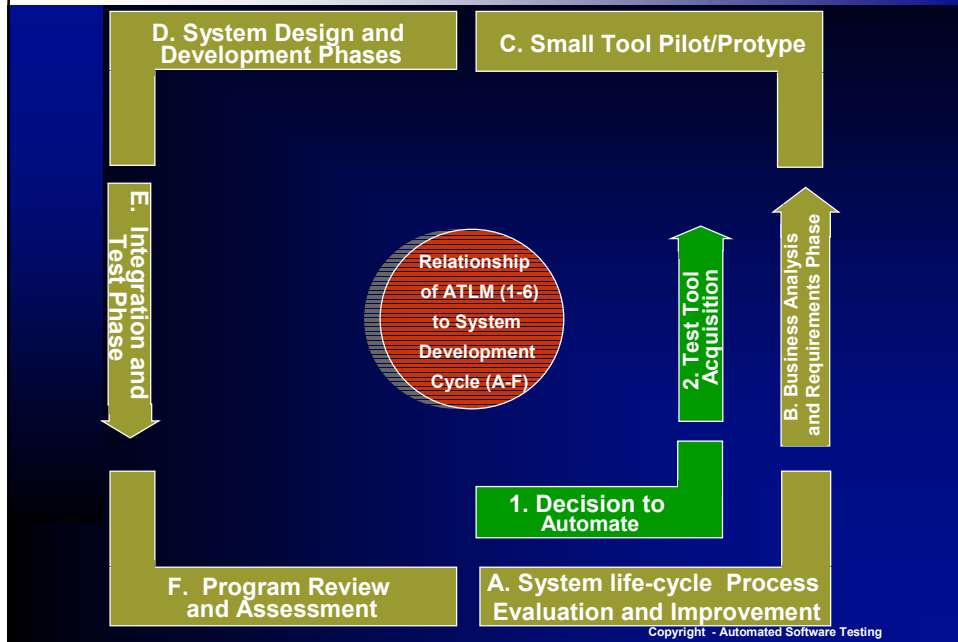 D. System Design and
Development Phases
C. Small Tool Pilot/Protype
E. Integration and
Test Phase
Relationship
of ATLM (1-6)
to System
Development
Cycle (A-F)
2. Test Tool
Acquisition
B. Business Analysis
and Requirements Phase
1. Decision to
Automate
F. Program Review
and Assessment
A. System life-cycle Process
Evaluation and Improvement
Copyright - Automated Software Testing